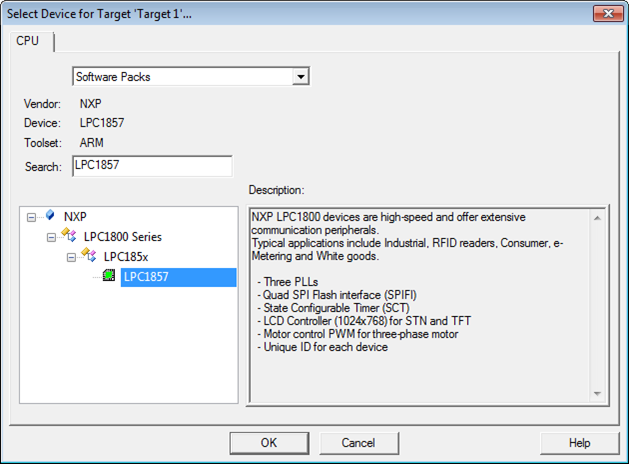 Select Device for Target 'Target 1'...
CPU
Software Packs
Vendor: NXP
Device: LPC1857
Toolset: ARM
Search: LPC1857
Description:
NXP
LPC1800 Series
LPC185x
LPC1857
NXP LPC1800 devices are high-speed and offer extensive
communication peripherals.
Typical applications include Industrial, RFID readers, Consumer, e-
Metering and White goods.
- Three PLLs
- Quad SPI Flash interface (SPIFI)
- State Configurable Timer (SCT)
- LCD Controller (1024x768) for STN and TFT
- Motor control PWM for three-phase motor
- Unique ID for each device
OK
Cancel
Help